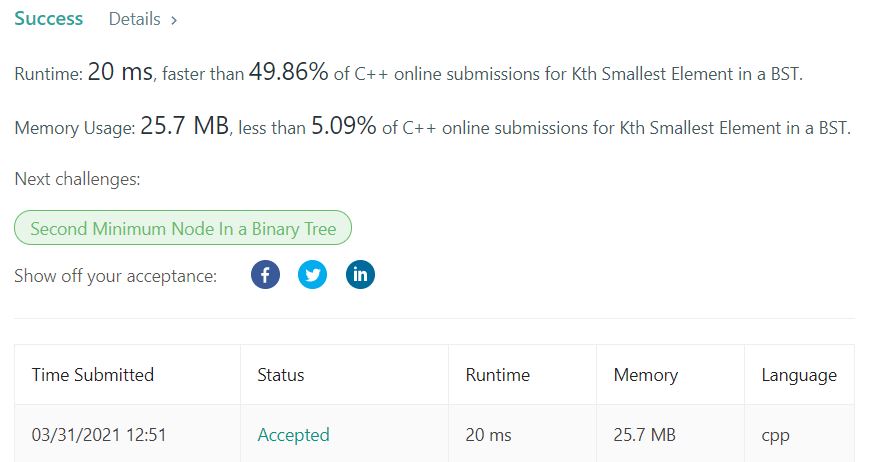 Success Details >
Runtime: 20 ms, faster than 49.86% of C++ online submissions for Kth Smallest Element in a BST.
Memory Usage: 25.7 MB, less than 5.09% of C++ online submissions for Kth Smallest Element in a BST.
Next challenges:
Second Minimum Node In a Binary Tree
Show off your acceptance: f in
Time Submitted Status Runtime Memory Language
03/31/2021 12:51 Accepted 20 ms 25.7 MB cpp